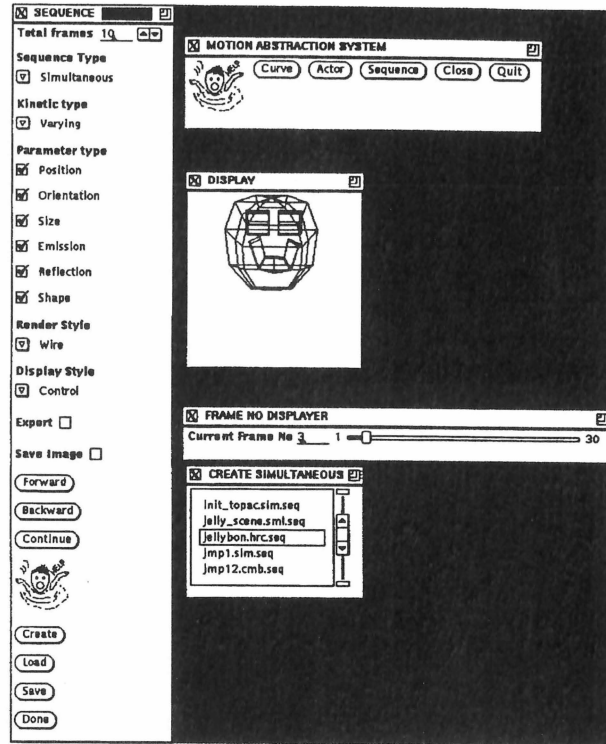 SEQUENCE
Total frames 10
Sequence Type
Simultaneous
Kinetic type
Varying
Parameter type
Position
Orientation
Size
Emission
Reflection
Shape
Render Style
Wire
Display Style
Control
Export
Save Image
Forward
Backward
Continue
HELP
Create
Load
Save
Done
MOTION ABSTRACTION SYSTEM
HELP
Curve Actor Sequence Close Quit
DISPLAY
FRAME NO DISPLAYER
Current Frame No 3 1 30
CREATE SIMULTANEOUS
init_topac.sim.seq
jelly_scene.sml.seq
jellybon.hrc.seq
jmp1.sim.seq
jmp12.cmb.seq